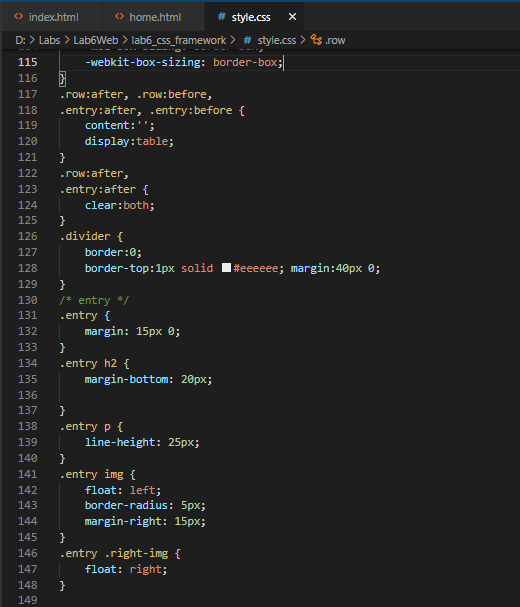 index.html home.html style.css
D: > Labs > Lab6Web > lab6_css_framework > # style.css > .row
115 -webkit-box-sizing: border-box;
116 }
117 .row:after, .row:before,
118 .entry:after, .entry:before {
119 content:'';
120 display:table;
121 }
122 .row:after,
123 .entry:after {
124 clear:both;
125 }
126 .divider {
127 border:0;
128 border-top:1px solid #eeeeee; margin:40px 0;
129 }
130 /* entry */
131 .entry {
132 margin: 15px 0;
133 }
134 .entry h2 {
135 margin-bottom: 20px;
136
137 }
138 .entry p {
139 line-height: 25px;
140 }
141 .entry img {
142 float: left;
143 border-radius: 5px;
144 margin-right: 15px;
145 }
146 .entry .right-img {
147 float: right;
148 }
149